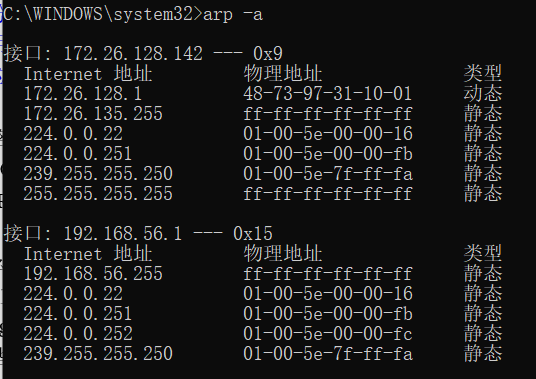 C:\WINDOWS\system32>arp -a
接口: 172.26.128.142 --- 0x9
Internet 地址 物理地址 类型
172.26.128.1 48-73-97-31-10-01 动态
172.26.135.255 ff-ff-ff-ff-ff-ff 静态
224.0.0.22 01-00-5e-00-00-16 静态
224.0.0.251 01-00-5e-00-00-fb 静态
239.255.255.250 01-00-5e-7f-ff-fa 静态
255.255.255.255 ff-ff-ff-ff-ff-ff 静态
接口: 192.168.56.1 --- 0x15
Internet 地址 物理地址 类型
192.168.56.255 ff-ff-ff-ff-ff-ff 静态
224.0.0.22 01-00-5e-00-00-16 静态
224.0.0.251 01-00-5e-00-00-fb 静态
224.0.0.252 01-00-5e-00-00-fc 静态
239.255.255.250 01-00-5e-7f-ff-fa 静态